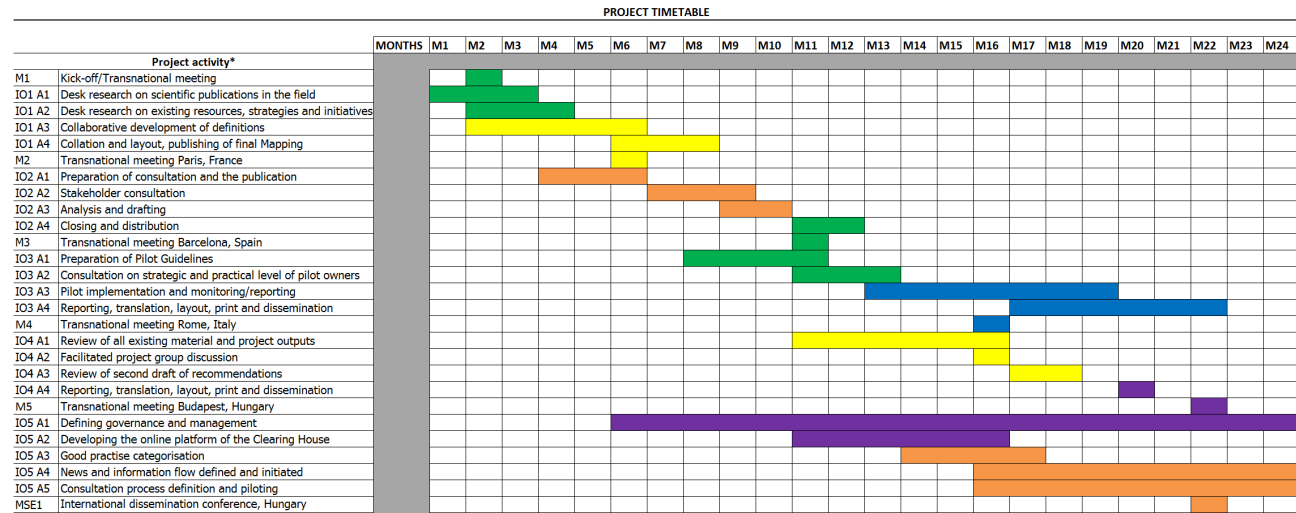 PROJECT TIMETABLE
MONTHS M1 M2 M3 M4 M5 M6 M7 M8 M9 M10 M11 M12 M13 M14 M15 M16 M17 M18 M19 M20 M21 M22 M23 M24
Project activity*
M1 Kick-off/Transnational meeting
IO1 A1 Desk research on scientific publications in the field
IO1 A2 Desk research on existing resources, strategies and initiatives
IO1 A3 Collaborative development of definitions
IO1 A4 Collation and layout, publishing of final Mapping
M2 Transnational meeting Paris, France
IO2 A1 Preparation of consultation and the publication
IO2 A2 Stakeholder consultation
IO2 A3 Analysis and drafting
IO2 A4 Closing and distribution
M3 Transnational meeting Barcelona, Spain
IO3 A1 Preparation of Pilot Guidelines
IO3 A2 Consultation on strategic and practical level of pilot owners
IO3 A3 Pilot implementation and monitoring/reporting
IO3 A4 Reporting, translation, layout, print and dissemination
M4 Transnational meeting Rome, Italy
IO4 A1 Review of all existing material and project outputs
IO4 A2 Facilitated project group discussion
IO4 A3 Review of second draft of recommendations
IO4 A4 Reporting, translation, layout, print and dissemination
M5 Transnational meeting Budapest, Hungary
IO5 A1 Defining governance and management
IO5 A2 Developing the online platform of the Clearing House
IO5 A3 Good practise categorisation
IO5 A4 News and information flow defined and initiated
IO5 A5 Consultation process definition and piloting
MSE1 International dissemination conference, Hungary